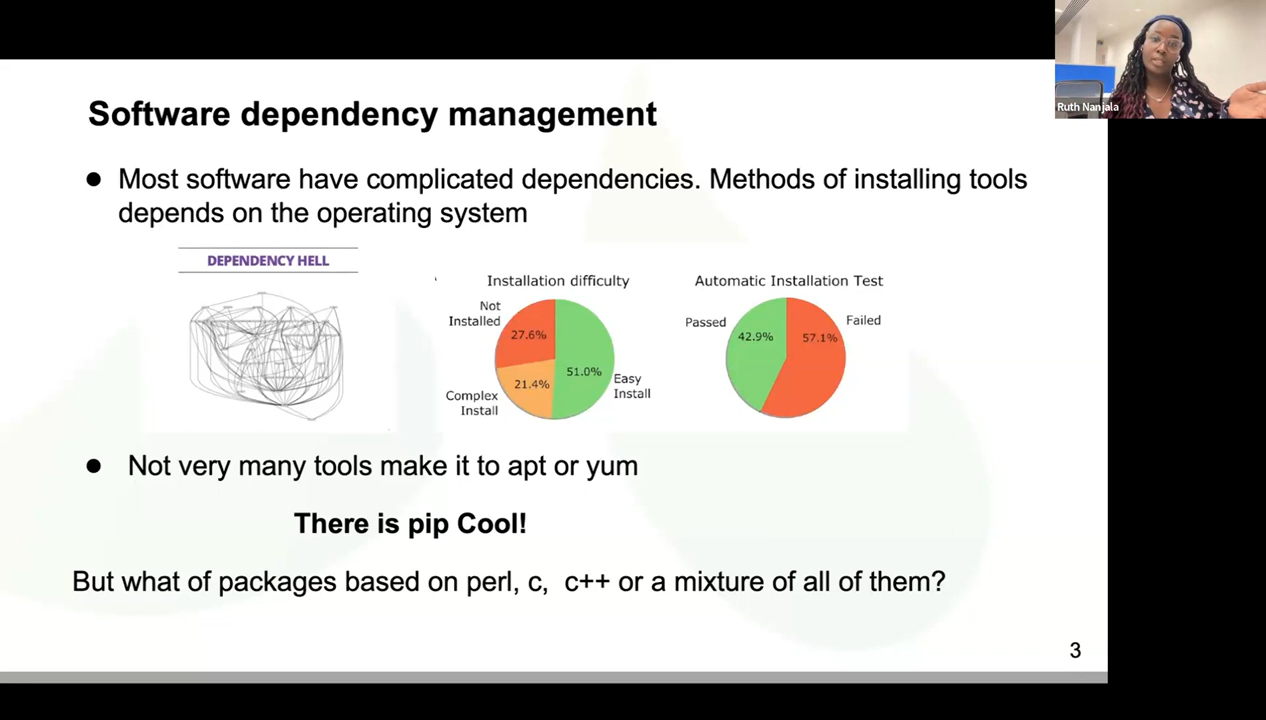 Ruth Nanjala
Software dependency management
● Most software have complicated dependencies. Methods of installing tools
depends on the operating system
DEPENDENCY HELL
Installation difficulty
Not
Installed
27.6%
51.0%
Easy
Install
21.4%
Complex
Install
Automatic Installation Test
Passed
42.9%
57.1%
Failed
● Not very many tools make it to apt or yum
There is pip Cool!
But what of packages based on perl, c, c++ or a mixture of all of them?
3